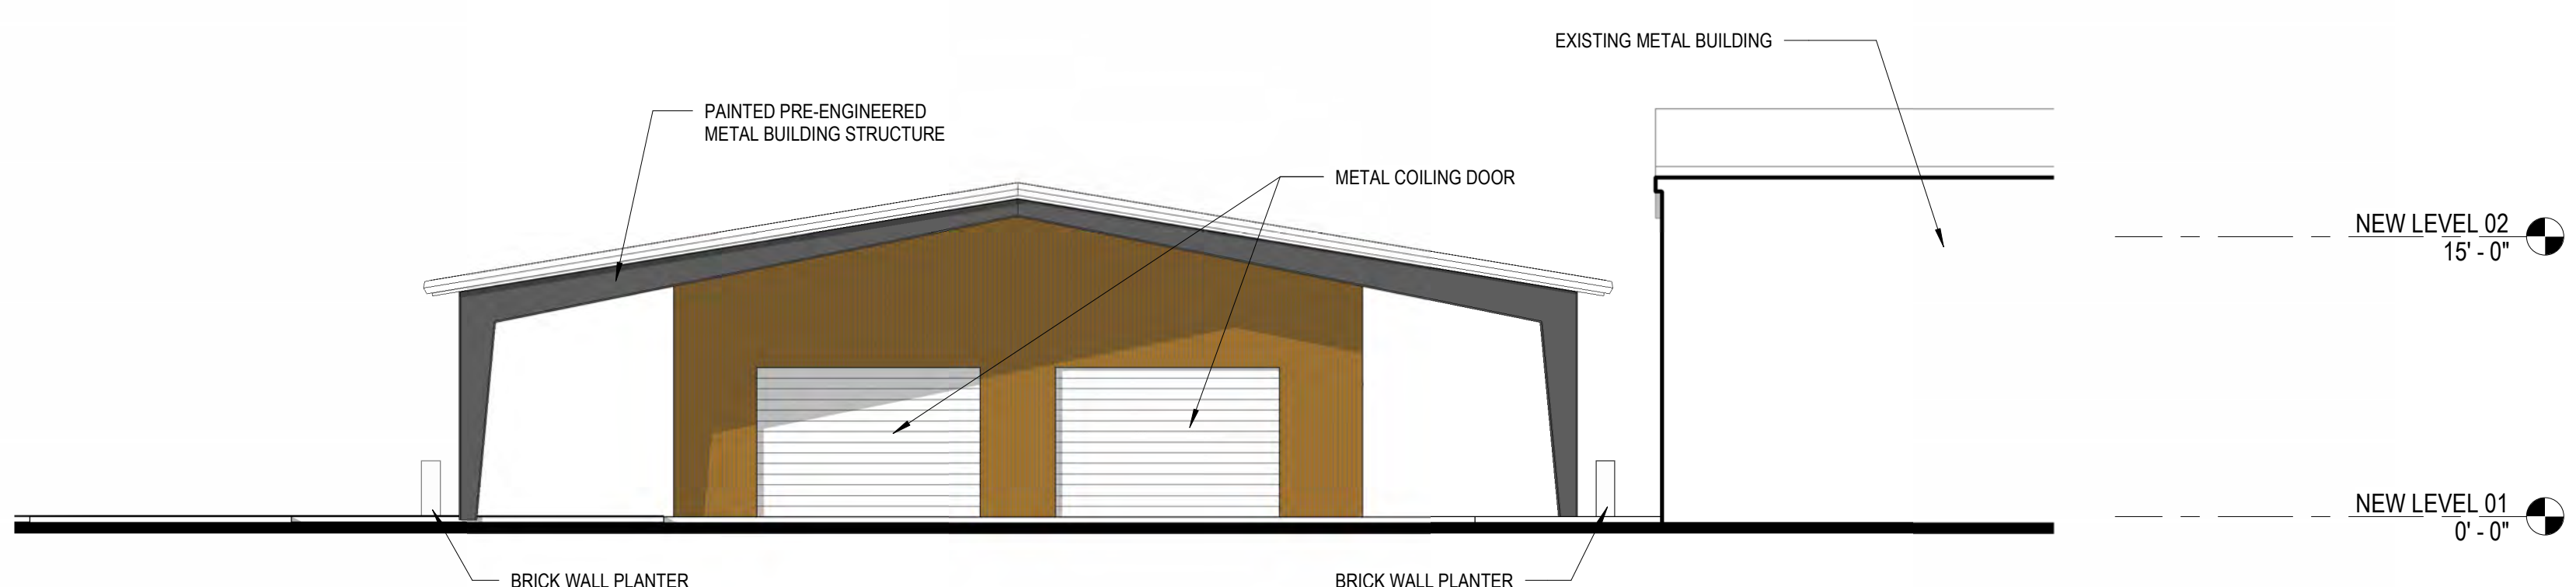 EXISTING METAL BUILDING
PAINTED PRE-ENGINEERED
METAL BUILDING STRUCTURE
METAL COILING DOOR
NEW LEVEL 02
15' - 0"
NEW LEVEL 01
0' - 0"
BRICK WALL PLANTER
BRICK WALL PLANTER